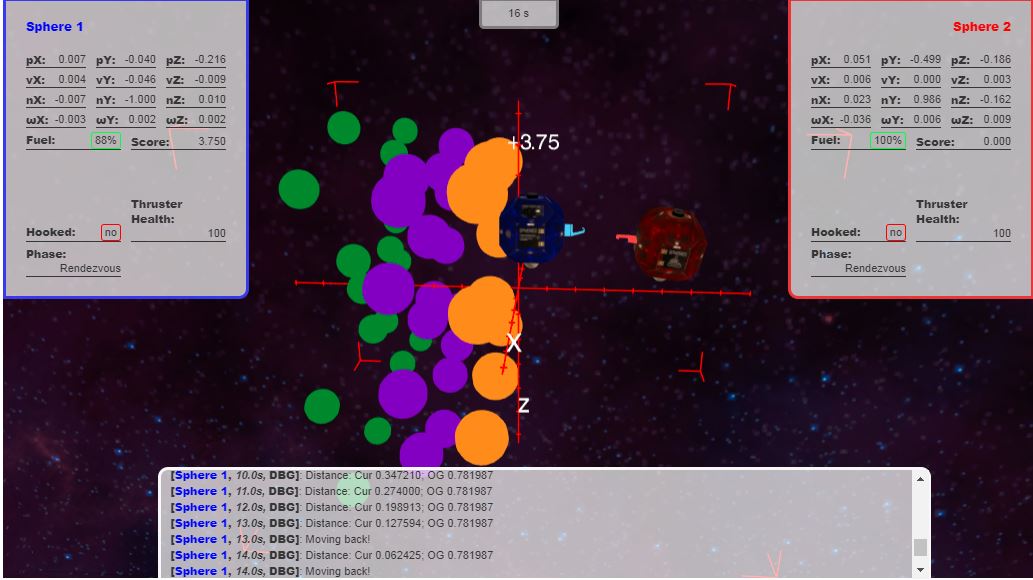 16 s
Sphere 1
pX: 0.007 pY: -0.040 pZ: -0.216
vX: 0.004 vY: -0.046 vZ: -0.009
nX: -0.007 nY: -1.000 nZ: 0.010
ωX: -0.003 ωY: 0.002 ωZ: 0.002
Fuel: 88% Score: 3.750
Thruster
Health:
Hooked: no 100
Phase:
Rendezvous
+3.75
X
Z
Sphere 2
pX: 0.051 pY: -0.499 pZ: -0.186
vX: 0.006 vY: 0.000 vZ: 0.003
nX: 0.023 nY: 0.986 nZ: -0.162
ωX: -0.036 ωY: 0.006 ωZ: 0.009
Fuel: 100% Score: 0.000
Thruster
Health:
Hooked: no 100
Phase:
Rendezvous
[Sphere 1, 10.0s, DBG]: Distance: Cur 0.347210; OG 0.781987
[Sphere 1, 11.0s, DBG]: Distance: Cur 0.274000; OG 0.781987
[Sphere 1, 12.0s, DBG]: Distance: Cur 0.198913; OG 0.781987
[Sphere 1, 13.0s, DBG]: Distance: Cur 0.127594; OG 0.781987
[Sphere 1, 13.0s, DBG]: Moving back!
[Sphere 1, 14.0s, DBG]: Distance: Cur 0.062425; OG 0.781987
[Sphere 1, 14.0s, DBG]: Moving back!